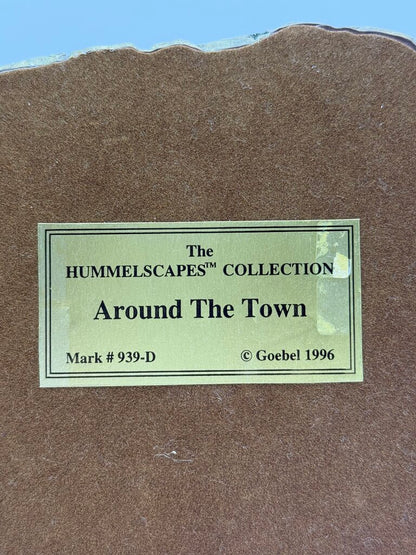 The
HUMMELSCAPES™ COLLECTION
Around The Town
Mark # 939-D © Goebel 1996